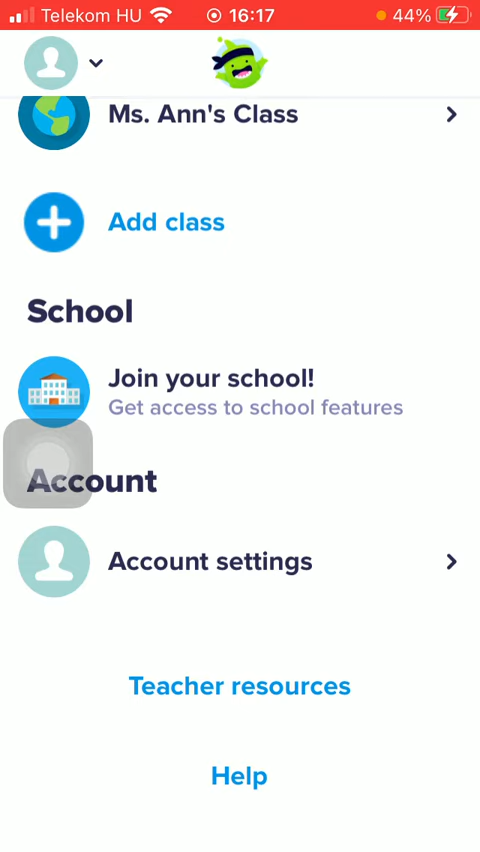 Telekom HU 16:17 44%
Ms. Ann's Class
Add class
School
Join your school!
Get access to school features
Account
Account settings
Teacher resources
Help